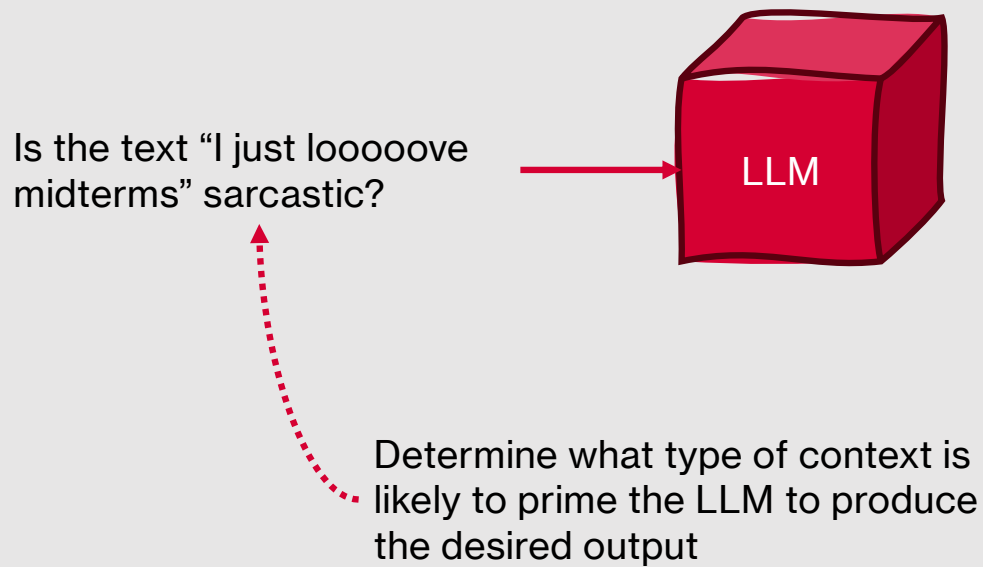 Is the text “I just looooove
midterms” sarcastic?
LLM
Determine what type of context is
likely to prime the LLM to produce
the desired output